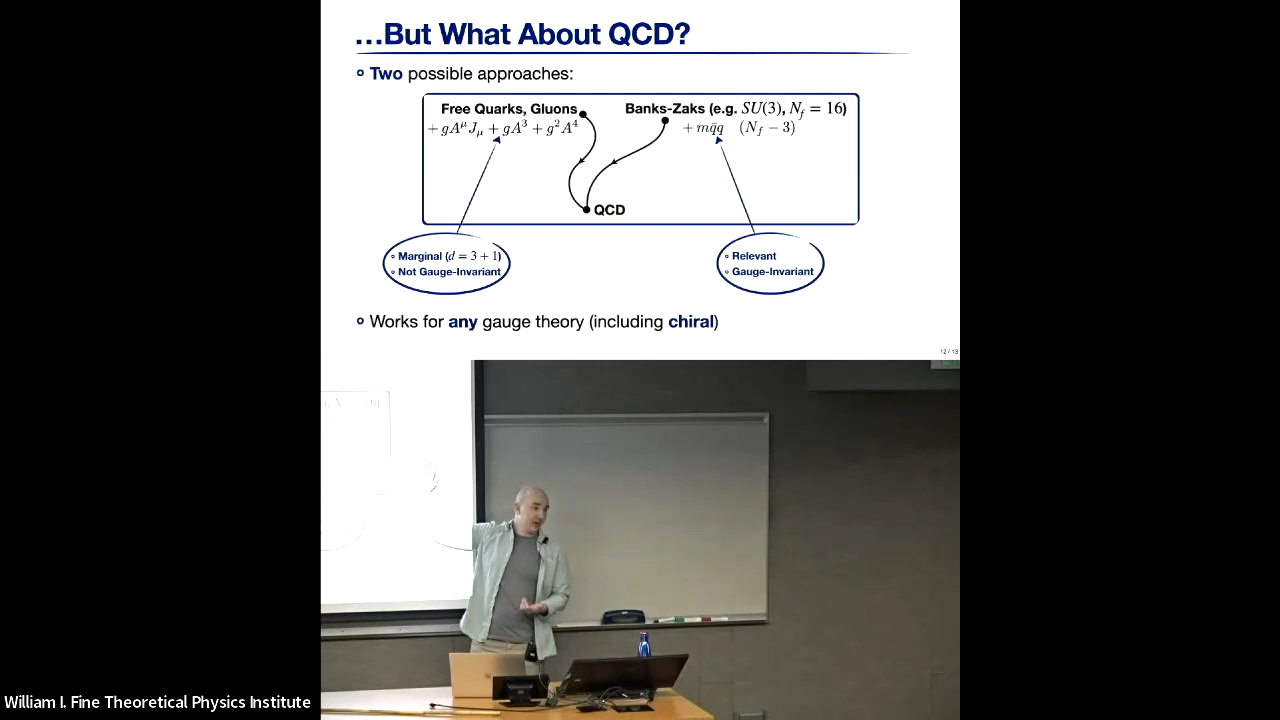 ...But What About QCD?
Two possible approaches:
Free Quarks, Gluons
Banks-Zaks (e.g. SU(3), N_f = 16)
+ gA^μ J_μ + gA^3 + g^2 A^4
+ mq̄q (N_f − 3)
QCD
Marginal (d = 3 + 1)
Not Gauge-Invariant
Relevant
Gauge-Invariant
Works for any gauge theory (including chiral)
12 / 13
William I. Fine Theoretical Physics Institute